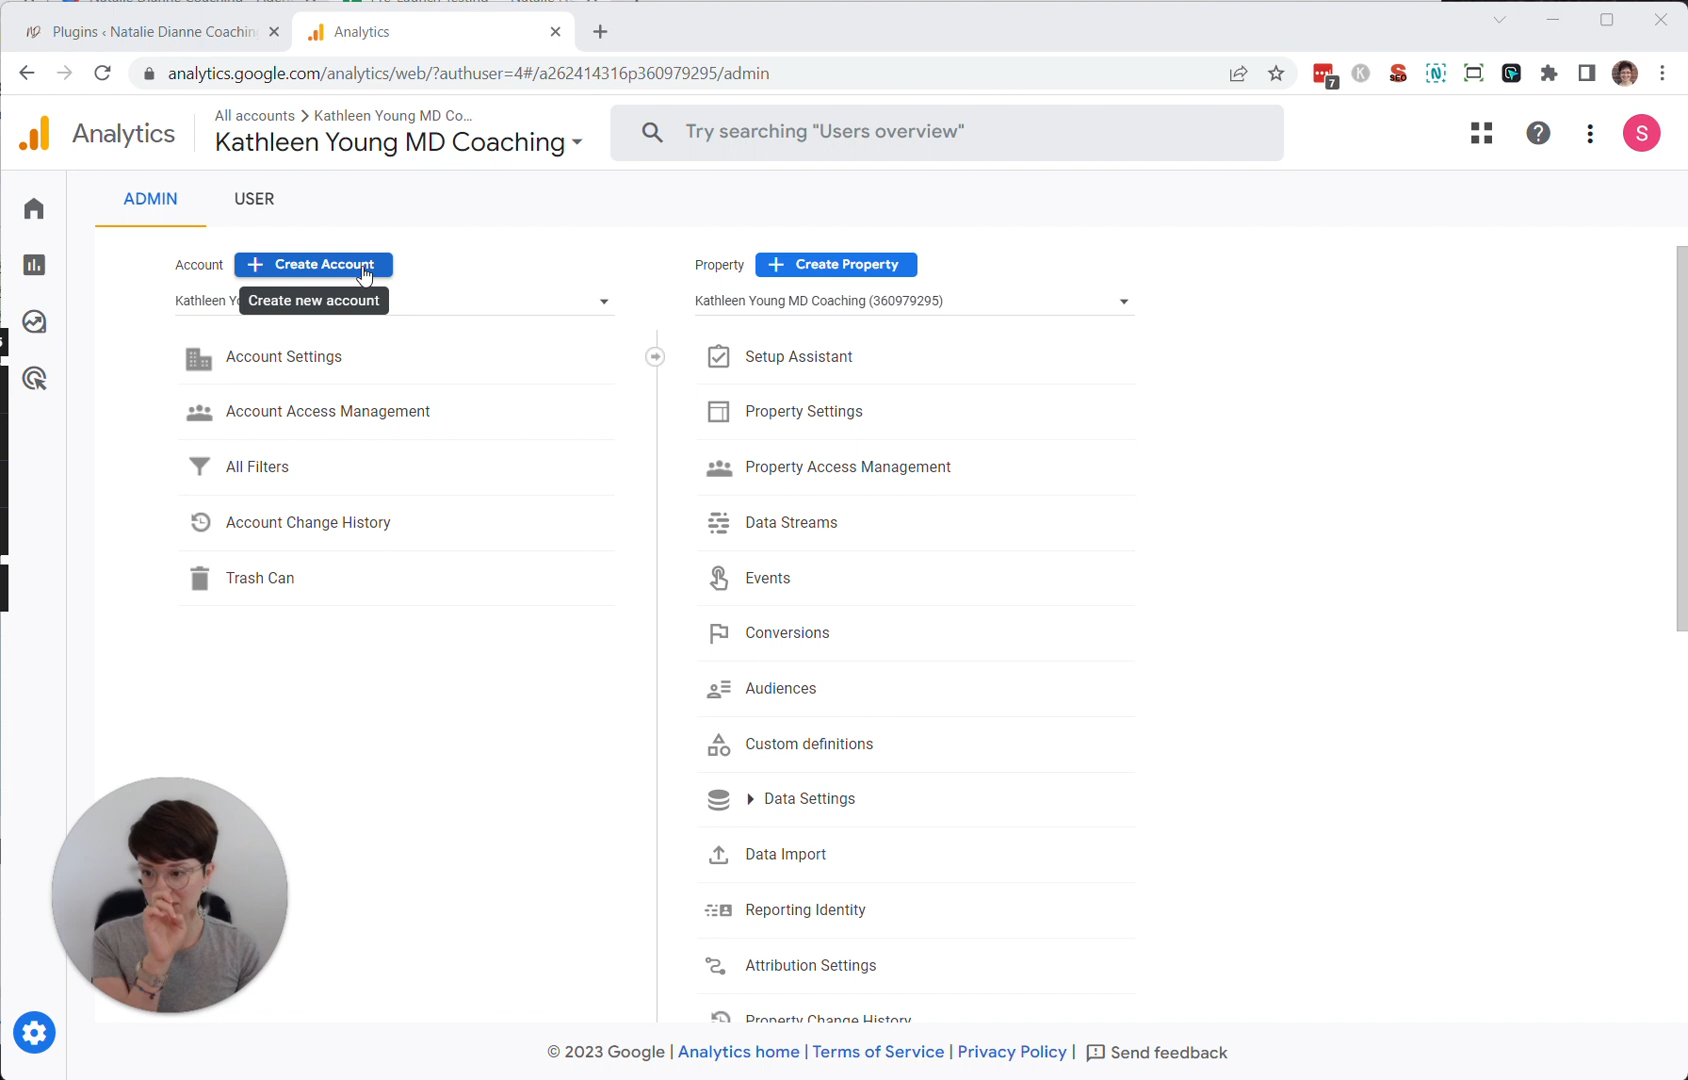 Plugins ‹ Natalie Dianne Coachin
Analytics
analytics.google.com/analytics/web/?authuser=4#/a262414316p360979295/admin
7
SEO
K
N
Analytics
All accounts > Kathleen Young MD Co...
Kathleen Young MD Coaching
Try searching "Users overview"
S
ADMIN
USER
Account
Create Account
Kathleen Yo
Create new account
Account Settings
Account Access Management
All Filters
Account Change History
Trash Can
Property
Create Property
Kathleen Young MD Coaching (360979295)
Setup Assistant
Property Settings
Property Access Management
Data Streams
Events
Conversions
Audiences
Custom definitions
Data Settings
Data Import
Reporting Identity
Attribution Settings
Property Change History
© 2023 Google | Analytics home | Terms of Service | Privacy Policy | Send feedback